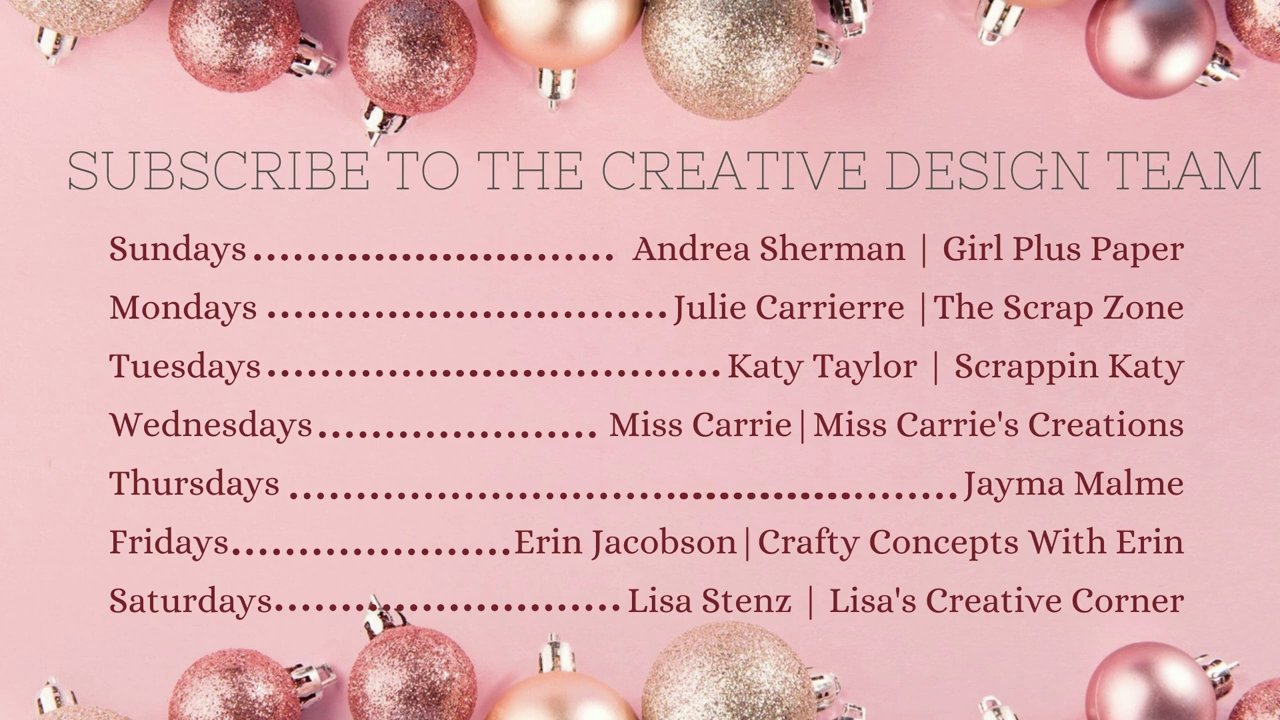 SUBSCRIBE TO THE CREATIVE DESIGN TEAM
Sundays........................... Andrea Sherman | Girl Plus Paper
Mondays ..............................Julie Carrierre |The Scrap Zone
Tuesdays..................................Katy Taylor | Scrappin Katy
Wednesdays..................... Miss Carrie|Miss Carrie's Creations
Thursdays ..................................................Jayma Malme
Fridays.....................Erin Jacobson|Crafty Concepts With Erin
Saturdays..........................Lisa Stenz | Lisa's Creative Corner